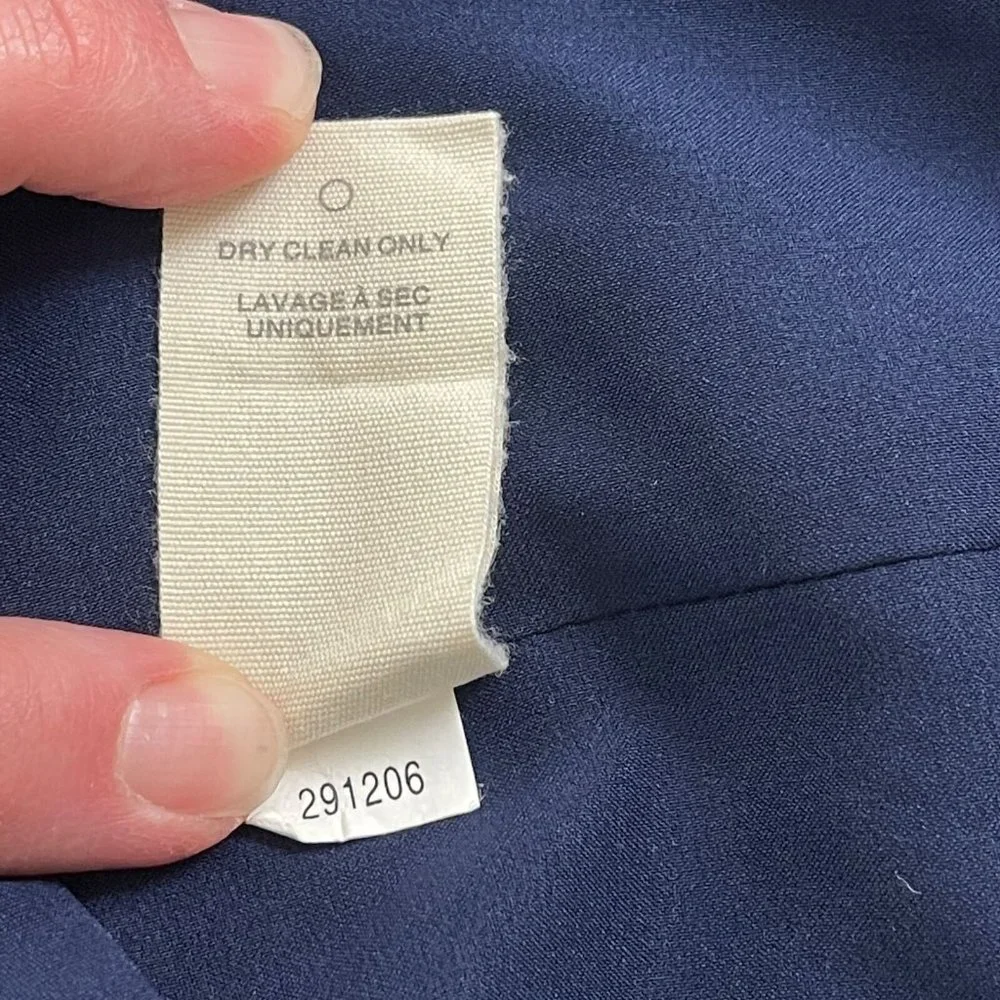 DRY CLEAN ONLY
LAVAGE À SEC
UNIQUEMENT
291206